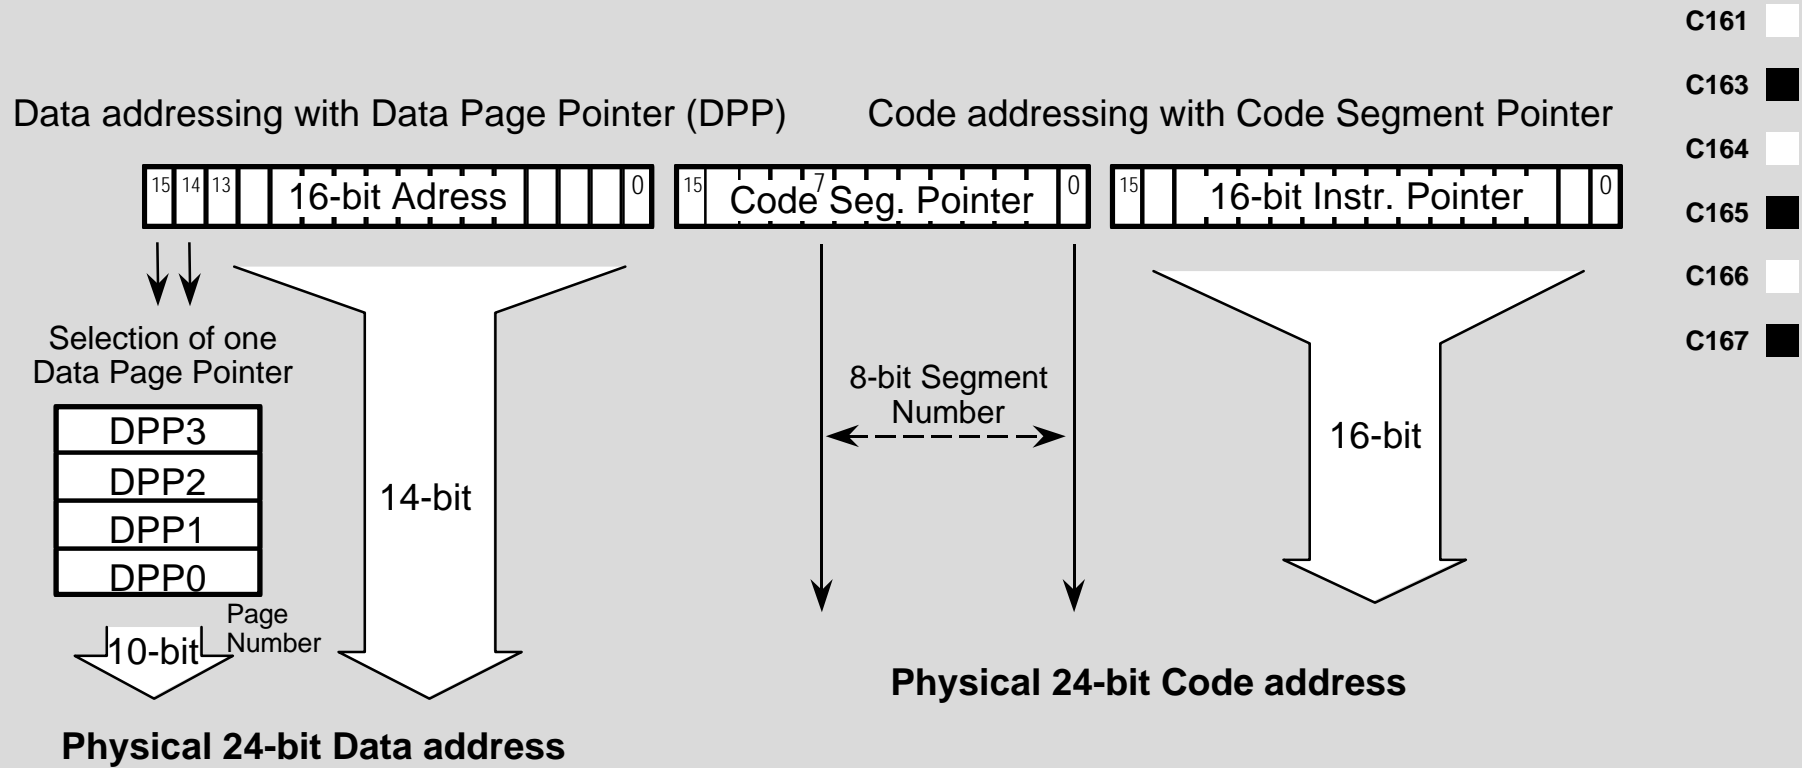 Data addressing with Data Page Pointer (DPP)
Code addressing with Code Segment Pointer
15 14 13 16-bit Adress 0
15 7 Code Seg. Pointer 0
15 16-bit Instr. Pointer 0
Selection of one
Data Page Pointer
DPP3
DPP2
DPP1
DPP0
Page
Number
10-bit
14-bit
Physical 24-bit Data address
8-bit Segment
Number
16-bit
Physical 24-bit Code address
C161
C163
C164
C165
C166
C167